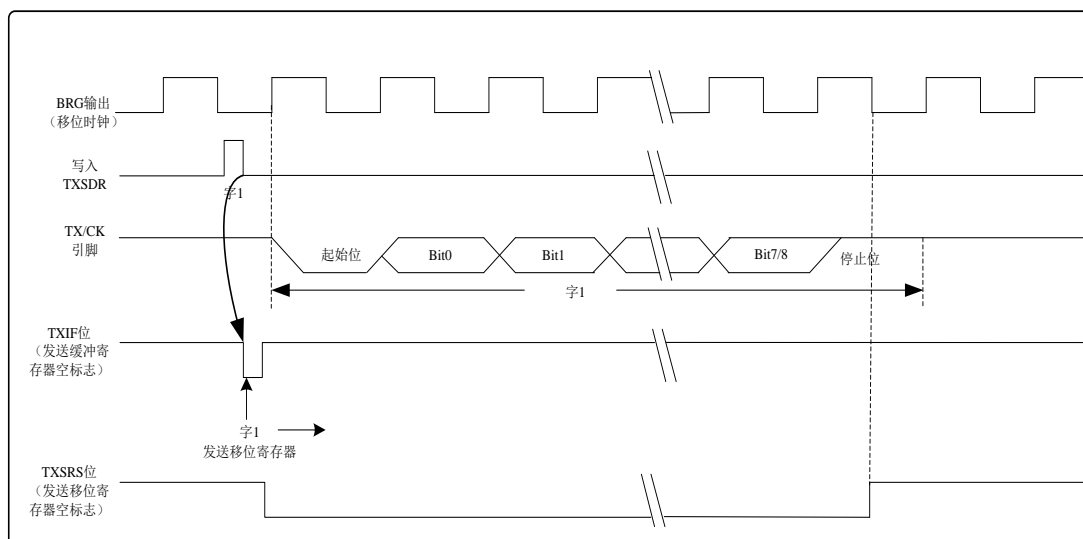 BRG输出
（移位时钟）
写入
TXSDR
字1
TX/CK
引脚
起始位
Bit0
Bit1
Bit7/8
停止位
字1
TXIF位
（发送缓冲寄
存器空标志）
字1
发送移位寄存器
TXSRS位
（发送移位寄
存器空标志）